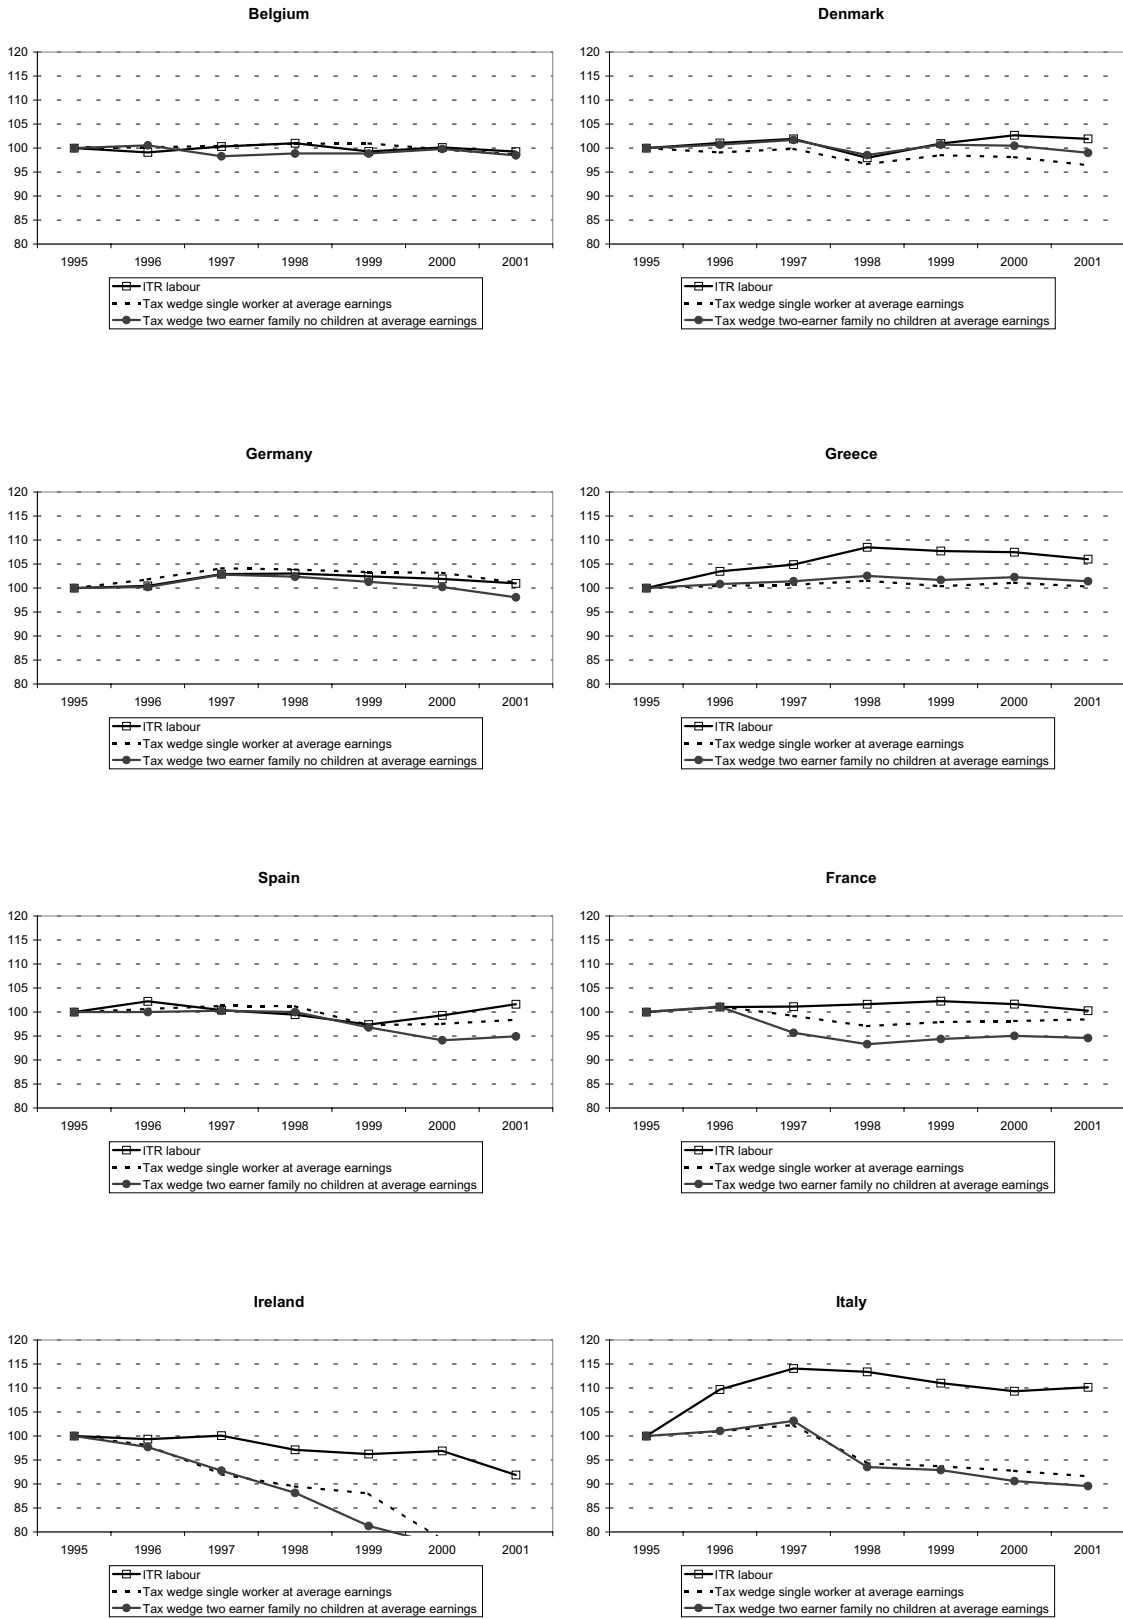 Belgium
120
115
110
105
100
95
90
85
80
1995 1996 1997 1998 1999 2000 2001
ITR labour
Tax wedge single worker at average earnings
Tax wedge two earner family no children at average earnings
Denmark
120
115
110
105
100
95
90
85
80
1995 1996 1997 1998 1999 2000 2001
ITR labour
Tax wedge single worker at average earnings
Tax wedge two-earner family no children at average earnings
Germany
120
115
110
105
100
95
90
85
80
1995 1996 1997 1998 1999 2000 2001
ITR labour
Tax wedge single worker at average earnings
Tax wedge two earner family no children at average earnings
Greece
120
115
110
105
100
95
90
85
80
1995 1996 1997 1998 1999 2000 2001
ITR labour
Tax wedge single worker at average earnings
Tax wedge two earner family no children at average earnings
Spain
120
115
110
105
100
95
90
85
80
1995 1996 1997 1998 1999 2000 2001
ITR labour
Tax wedge single worker at average earnings
Tax wedge two earner family no children at average earnings
France
120
115
110
105
100
95
90
85
80
1995 1996 1997 1998 1999 2000 2001
ITR labour
Tax wedge single worker at average earnings
Tax wedge two earner family no children at average earnings
Ireland
120
115
110
105
100
95
90
85
80
1995 1996 1997 1998 1999 2000 2001
ITR labour
Tax wedge single worker at average earnings
Tax wedge two earner family no children at average earnings
Italy
120
115
110
105
100
95
90
85
80
1995 1996 1997 1998 1999 2000 2001
ITR labour
Tax wedge single worker at average earnings
Tax wedge two earner family no children at average earnings